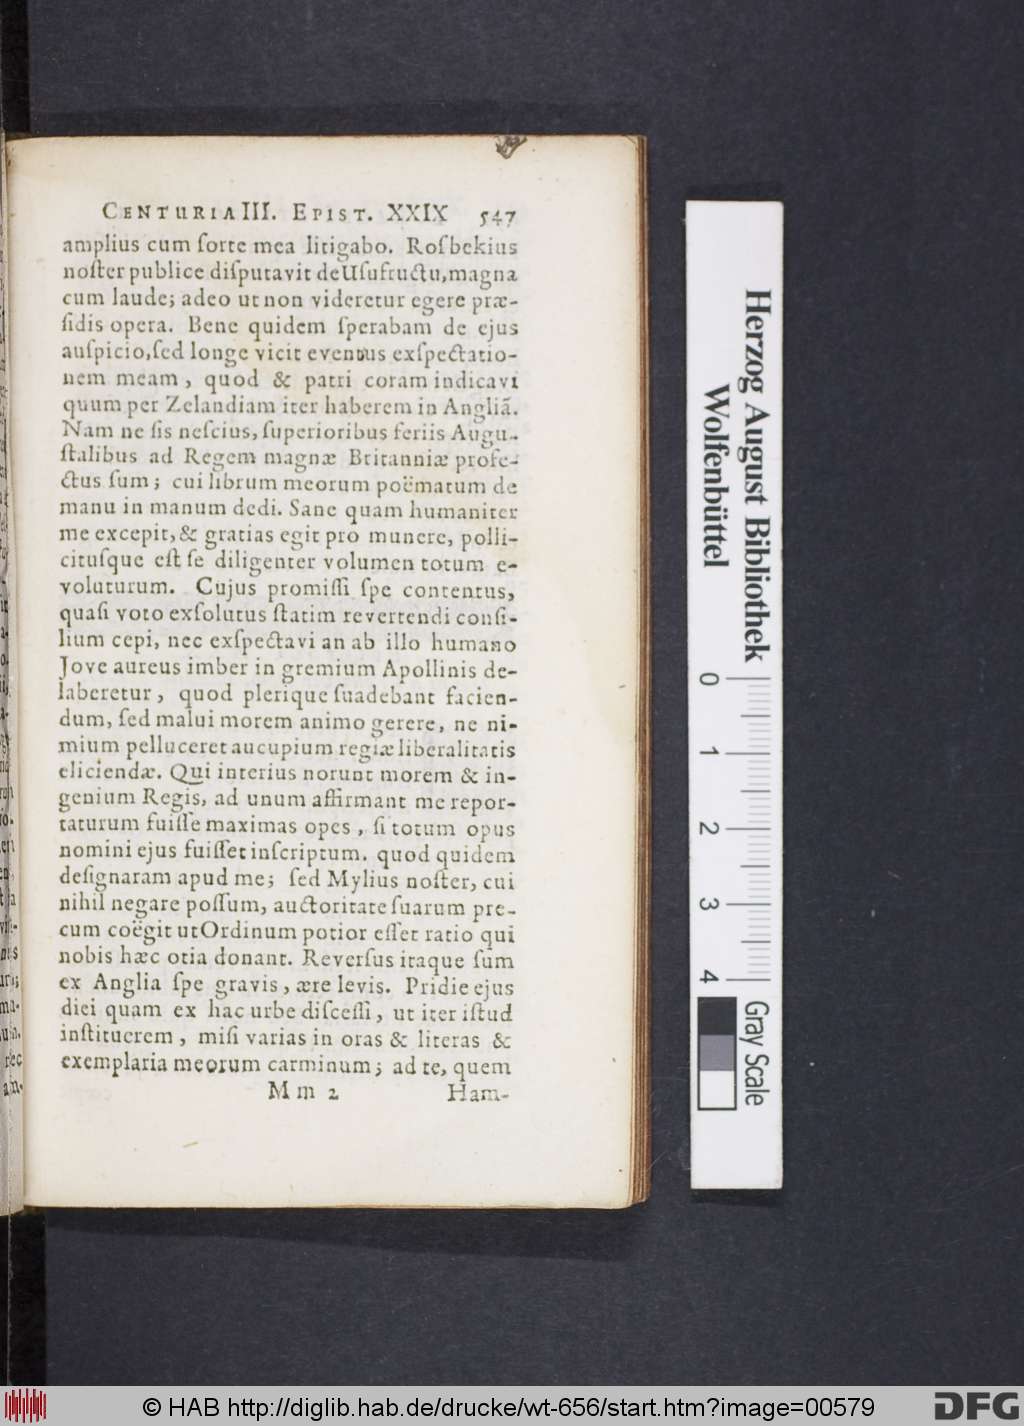 CENTURIA III. EPIST. XXIX 547
amplius cum ſorte mea litigabo. Roſbekius
noſter publice diſputavit de Uſufructu, magna
cum laude; adeo ut non videretur egere præ-
ſidis opera. Bene quidem ſperabam de ejus
auſpicio, ſed longe vicit eventus exſpectatio-
nem meam, quod & patri coram indicavi
quum per Zelandiam iter haberem in Angliā.
Nam ne ſis neſcius, ſuperioribus feriis Augu-
ſtalibus ad Regem magnæ Britanniæ profe-
ctus ſum; cui librum meorum poëmatum de
manu in manum dedi. Sane quam humaniter
me excepit, & gratias egit pro munere, polli-
cituſque eſt ſe diligenter volumen totum e-
voluturum. Cujus promiſſi ſpe contentus,
quaſi voto exſolutus ſtatim revertendi conſi-
lium cepi, nec exſpectavi an ab illo humano
Jove aureus imber in gremium Apollinis de-
laberetur, quod plerique ſuadebant facien-
dum, ſed malui morem animo gerere, ne ni-
mium pelluceret aucupium regiæ liberalitatis
eliciendæ. Qui interius norunt morem & in-
genium Regis, ad unum affirmant me repor-
taturum fuiſſe maximas opes, ſi totum opus
nomini ejus fuiſſet inſcriptum. quod quidem
deſignaram apud me; ſed Mylius noſter, cui
nihil negare poſſum, auctoritate ſuarum pre-
cum coëgit ut Ordinum potior eſſet ratio qui
nobis hæc otia donant. Reverſus itaque ſum
ex Anglia ſpe gravis, ære levis. Pridie ejus
diei quam ex hac urbe diſceſſi, ut iter iſtud
inſtituerem, miſi varias in oras & literas &
exemplaria meorum carminum; ad te, quem
M m 2 Ham-
Herzog August Bibliothek
Wolfenbüttel
0 1 2 3 4
Gray Scale
© HAB http://diglib.hab.de/drucke/wt-656/start.htm?image=00579
DFG